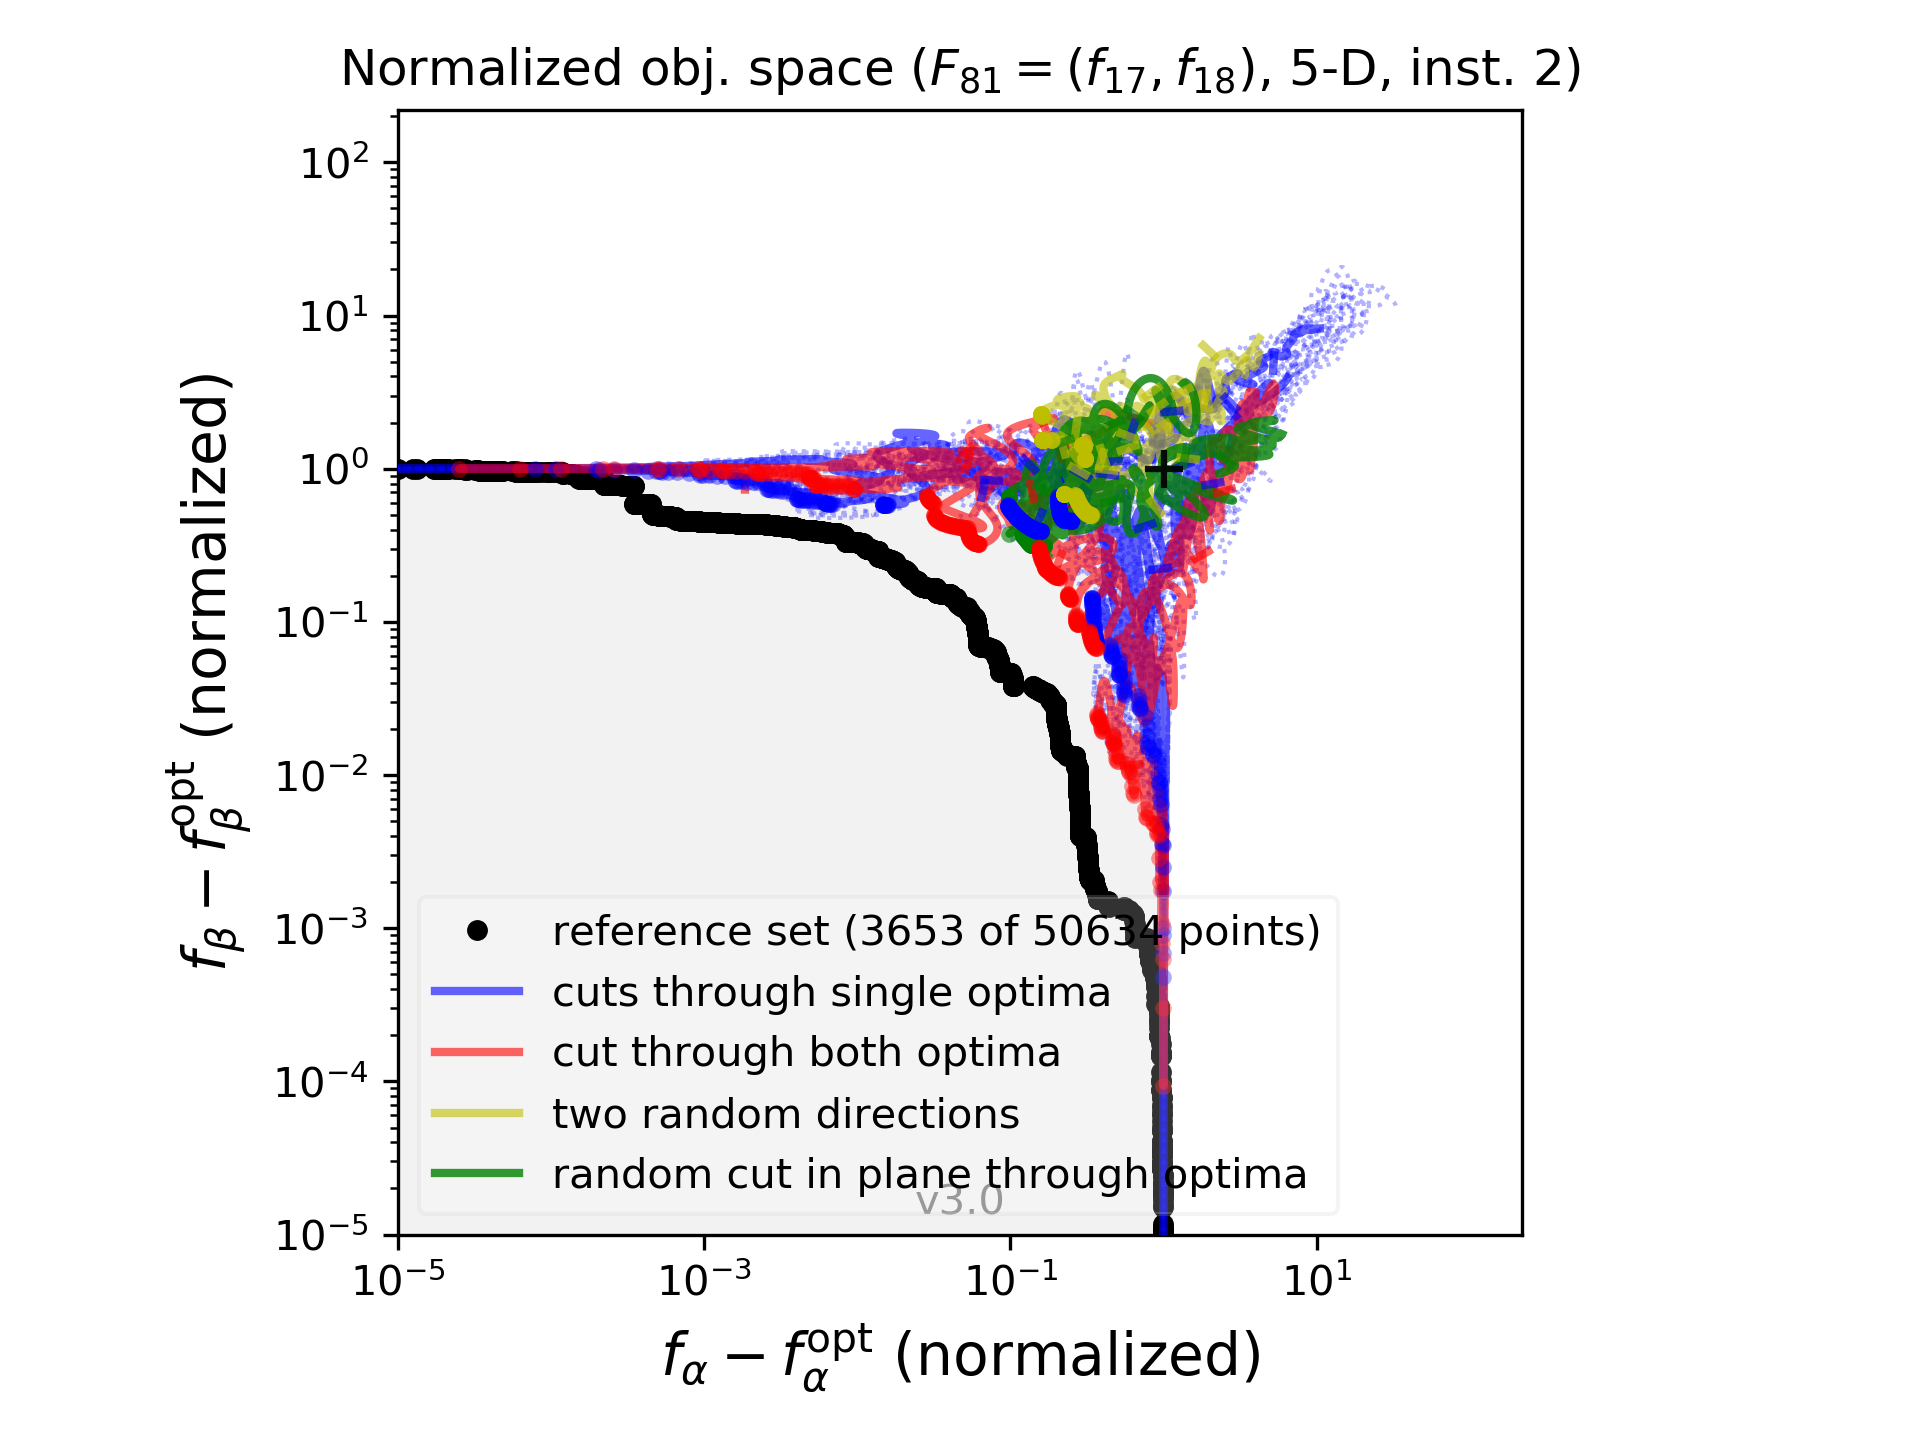 Normalized obj. space (F₈₁ = (f₁₇, f₁₈), 5-D, inst. 2)
10²
10¹
10⁰
10⁻¹
10⁻²
10⁻³
10⁻⁴
10⁻⁵
f_β − f_β^opt (normalized)
reference set (3653 of 50634 points)
cuts through single optima
cut through both optima
two random directions
random cut in plane through optima
v3.0
10⁻⁵ 10⁻³ 10⁻¹ 10¹
f_α − f_α^opt (normalized)